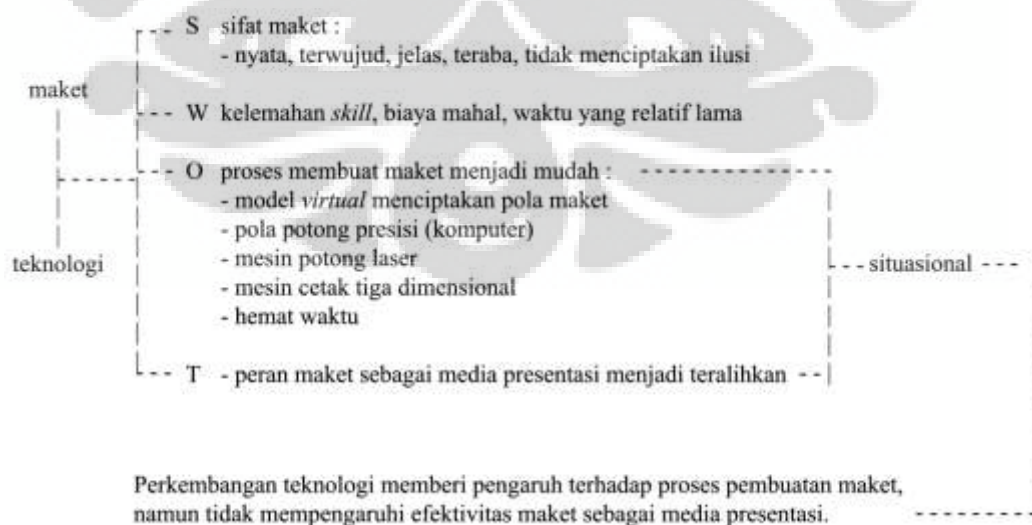 S sifat maket :
- nyata, terwujud, jelas, teraba, tidak menciptakan ilusi
maket
W kelemahan skill, biaya mahal, waktu yang relatif lama
O proses membuat maket menjadi mudah :
- model virtual menciptakan pola maket
- pola potong presisi (komputer)
teknologi
- mesin potong laser
situasional
- mesin cetak tiga dimensional
- hemat waktu
T - peran maket sebagai media presentasi menjadi teralihkan
Perkembangan teknologi memberi pengaruh terhadap proses pembuatan maket,
namun tidak mempengaruhi efektivitas maket sebagai media presentasi.